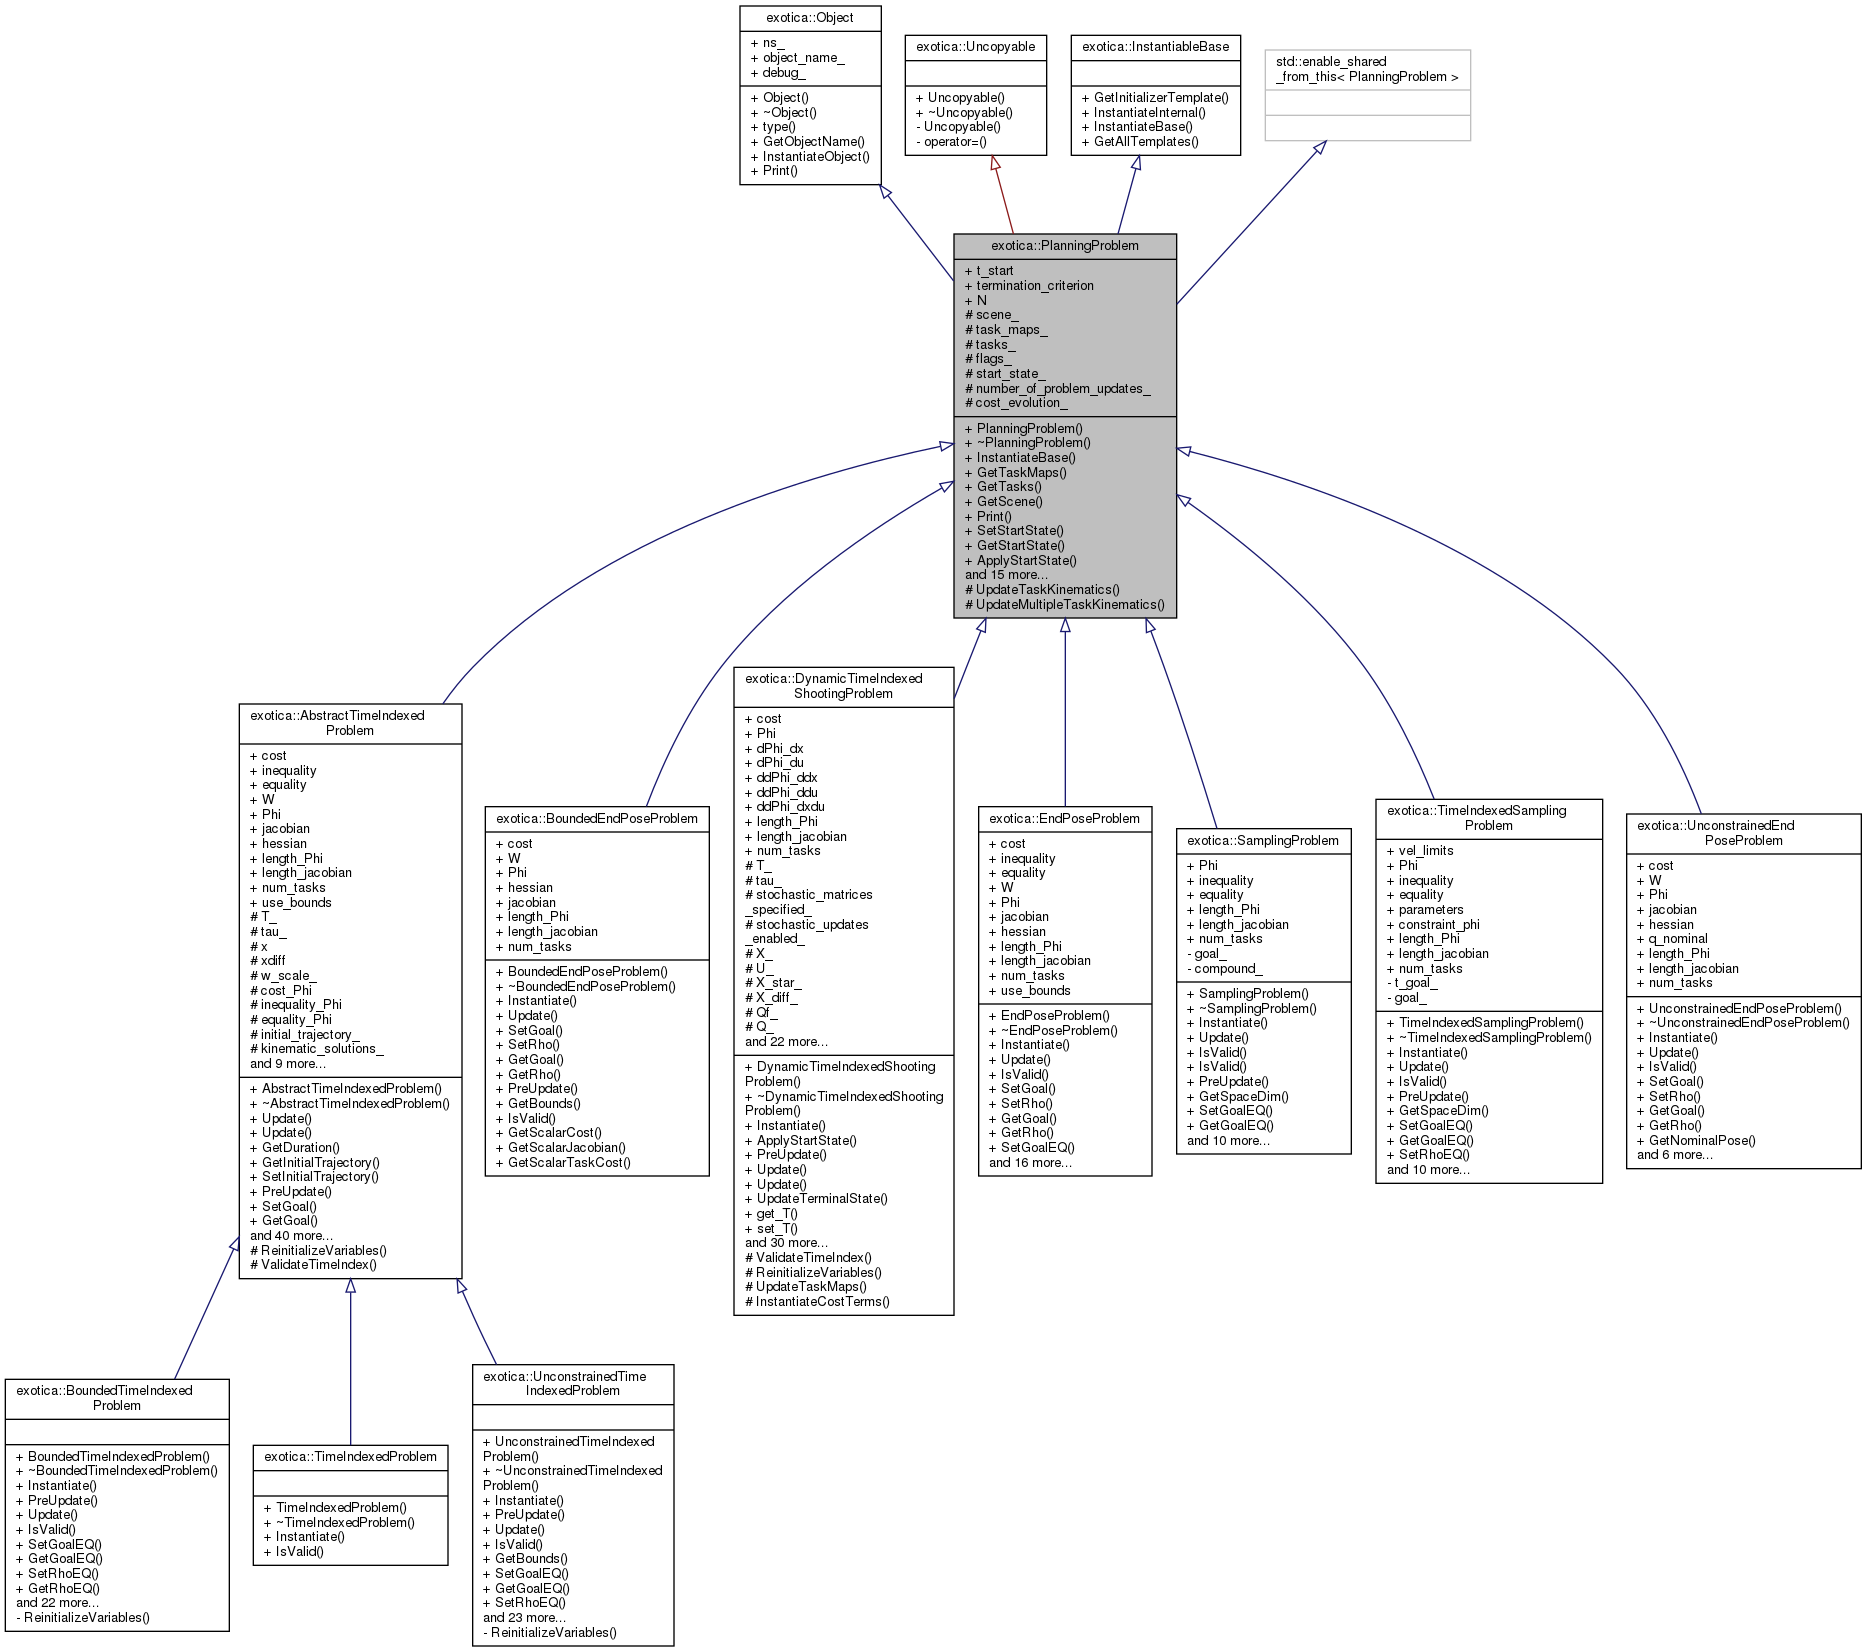 exotica::Object
+ ns_
+ object_name_
+ debug_
+ Object()
+ ~Object()
+ type()
+ GetObjectName()
+ InstantiateObject()
+ Print()
exotica::Uncopyable
+ Uncopyable()
+ ~Uncopyable()
- Uncopyable()
- operator=()
exotica::InstantiableBase
+ GetInitializerTemplate()
+ InstantiateInternal()
+ InstantiateBase()
+ GetAllTemplates()
std::enable_shared
_from_this< PlanningProblem >
exotica::PlanningProblem
+ t_start
+ termination_criterion
+ N
# scene_
# task_maps_
# tasks_
# flags_
# start_state_
# number_of_problem_updates_
# cost_evolution_
+ PlanningProblem()
+ ~PlanningProblem()
+ InstantiateBase()
+ GetTaskMaps()
+ GetTasks()
+ GetScene()
+ Print()
+ SetStartState()
+ GetStartState()
+ ApplyStartState()
and 15 more...
# UpdateTaskKinematics()
# UpdateMultipleTaskKinematics()
exotica::AbstractTimeIndexed
Problem
+ cost
+ inequality
+ equality
+ W
+ Phi
+ jacobian
+ hessian
+ length_Phi
+ length_jacobian
+ num_tasks
+ use_bounds
# T_
# tau_
# x
# xdiff
# w_scale_
# cost_Phi
# inequality_Phi
# equality_Phi
# initial_trajectory_
# kinematic_solutions_
and 9 more...
+ AbstractTimeIndexedProblem()
+ ~AbstractTimeIndexedProblem()
+ Update()
+ Update()
+ GetDuration()
+ GetInitialTrajectory()
+ SetInitialTrajectory()
+ PreUpdate()
+ SetGoal()
+ GetGoal()
and 40 more...
# ReinitializeVariables()
# ValidateTimeIndex()
exotica::BoundedEndPoseProblem
+ cost
+ W
+ Phi
+ hessian
+ jacobian
+ length_Phi
+ length_jacobian
+ num_tasks
+ BoundedEndPoseProblem()
+ ~BoundedEndPoseProblem()
+ Instantiate()
+ Update()
+ SetGoal()
+ SetRho()
+ GetGoal()
+ GetRho()
+ PreUpdate()
+ GetBounds()
+ IsValid()
+ GetScalarCost()
+ GetScalarJacobian()
+ GetScalarTaskCost()
exotica::DynamicTimeIndexed
ShootingProblem
+ cost
+ Phi
+ dPhi_dx
+ dPhi_du
+ ddPhi_ddx
+ ddPhi_ddu
+ ddPhi_dxdu
+ length_Phi
+ length_jacobian
+ num_tasks
# T_
# tau_
# stochastic_matrices
_specified_
# stochastic_updates
_enabled_
# X_
# U_
# X_star_
# X_diff_
# Qf_
# Q_
and 22 more...
+ DynamicTimeIndexedShooting
Problem()
+ ~DynamicTimeIndexedShooting
Problem()
+ Instantiate()
+ ApplyStartState()
+ PreUpdate()
+ Update()
+ Update()
+ UpdateTerminalState()
+ get_T()
+ set_T()
and 30 more...
# ValidateTimeIndex()
# ReinitializeVariables()
# UpdateTaskMaps()
# InstantiateCostTerms()
exotica::EndPoseProblem
+ cost
+ inequality
+ equality
+ W
+ Phi
+ jacobian
+ hessian
+ length_Phi
+ length_jacobian
+ num_tasks
+ use_bounds
+ EndPoseProblem()
+ ~EndPoseProblem()
+ Instantiate()
+ Update()
+ IsValid()
+ SetGoal()
+ SetRho()
+ GetGoal()
+ GetRho()
+ SetGoalEQ()
and 16 more...
exotica::SamplingProblem
+ Phi
+ inequality
+ equality
+ length_Phi
+ length_jacobian
+ num_tasks
- goal_
- compound_
+ SamplingProblem()
+ ~SamplingProblem()
+ Instantiate()
+ Update()
+ IsValid()
+ IsValid()
+ PreUpdate()
+ GetSpaceDim()
+ SetGoalEQ()
+ GetGoalEQ()
and 10 more...
exotica::TimeIndexedSampling
Problem
+ vel_limits
+ Phi
+ inequality
+ equality
+ parameters
+ constraint_phi
+ length_Phi
+ length_jacobian
+ num_tasks
- t_goal_
- goal_
+ TimeIndexedSamplingProblem()
+ ~TimeIndexedSamplingProblem()
+ Instantiate()
+ Update()
+ IsValid()
+ PreUpdate()
+ GetSpaceDim()
+ SetGoalEQ()
+ GetGoalEQ()
+ SetRhoEQ()
and 10 more...
exotica::UnconstrainedEnd
PoseProblem
+ cost
+ W
+ Phi
+ jacobian
+ hessian
+ q_nominal
+ length_Phi
+ length_jacobian
+ num_tasks
+ UnconstrainedEndPoseProblem()
+ ~UnconstrainedEndPoseProblem()
+ Instantiate()
+ Update()
+ IsValid()
+ SetGoal()
+ SetRho()
+ GetGoal()
+ GetRho()
+ GetNominalPose()
and 6 more...
exotica::BoundedTimeIndexed
Problem
+ BoundedTimeIndexedProblem()
+ ~BoundedTimeIndexedProblem()
+ Instantiate()
+ PreUpdate()
+ Update()
+ IsValid()
+ SetGoalEQ()
+ GetGoalEQ()
+ SetRhoEQ()
+ GetRhoEQ()
and 22 more...
- ReinitializeVariables()
exotica::TimeIndexedProblem
+ TimeIndexedProblem()
+ ~TimeIndexedProblem()
+ Instantiate()
+ IsValid()
exotica::UnconstrainedTime
IndexedProblem
+ UnconstrainedTimeIndexed
Problem()
+ ~UnconstrainedTimeIndexed
Problem()
+ Instantiate()
+ PreUpdate()
+ Update()
+ IsValid()
+ GetBounds()
+ SetGoalEQ()
+ GetGoalEQ()
+ SetRhoEQ()
and 23 more...
- ReinitializeVariables()